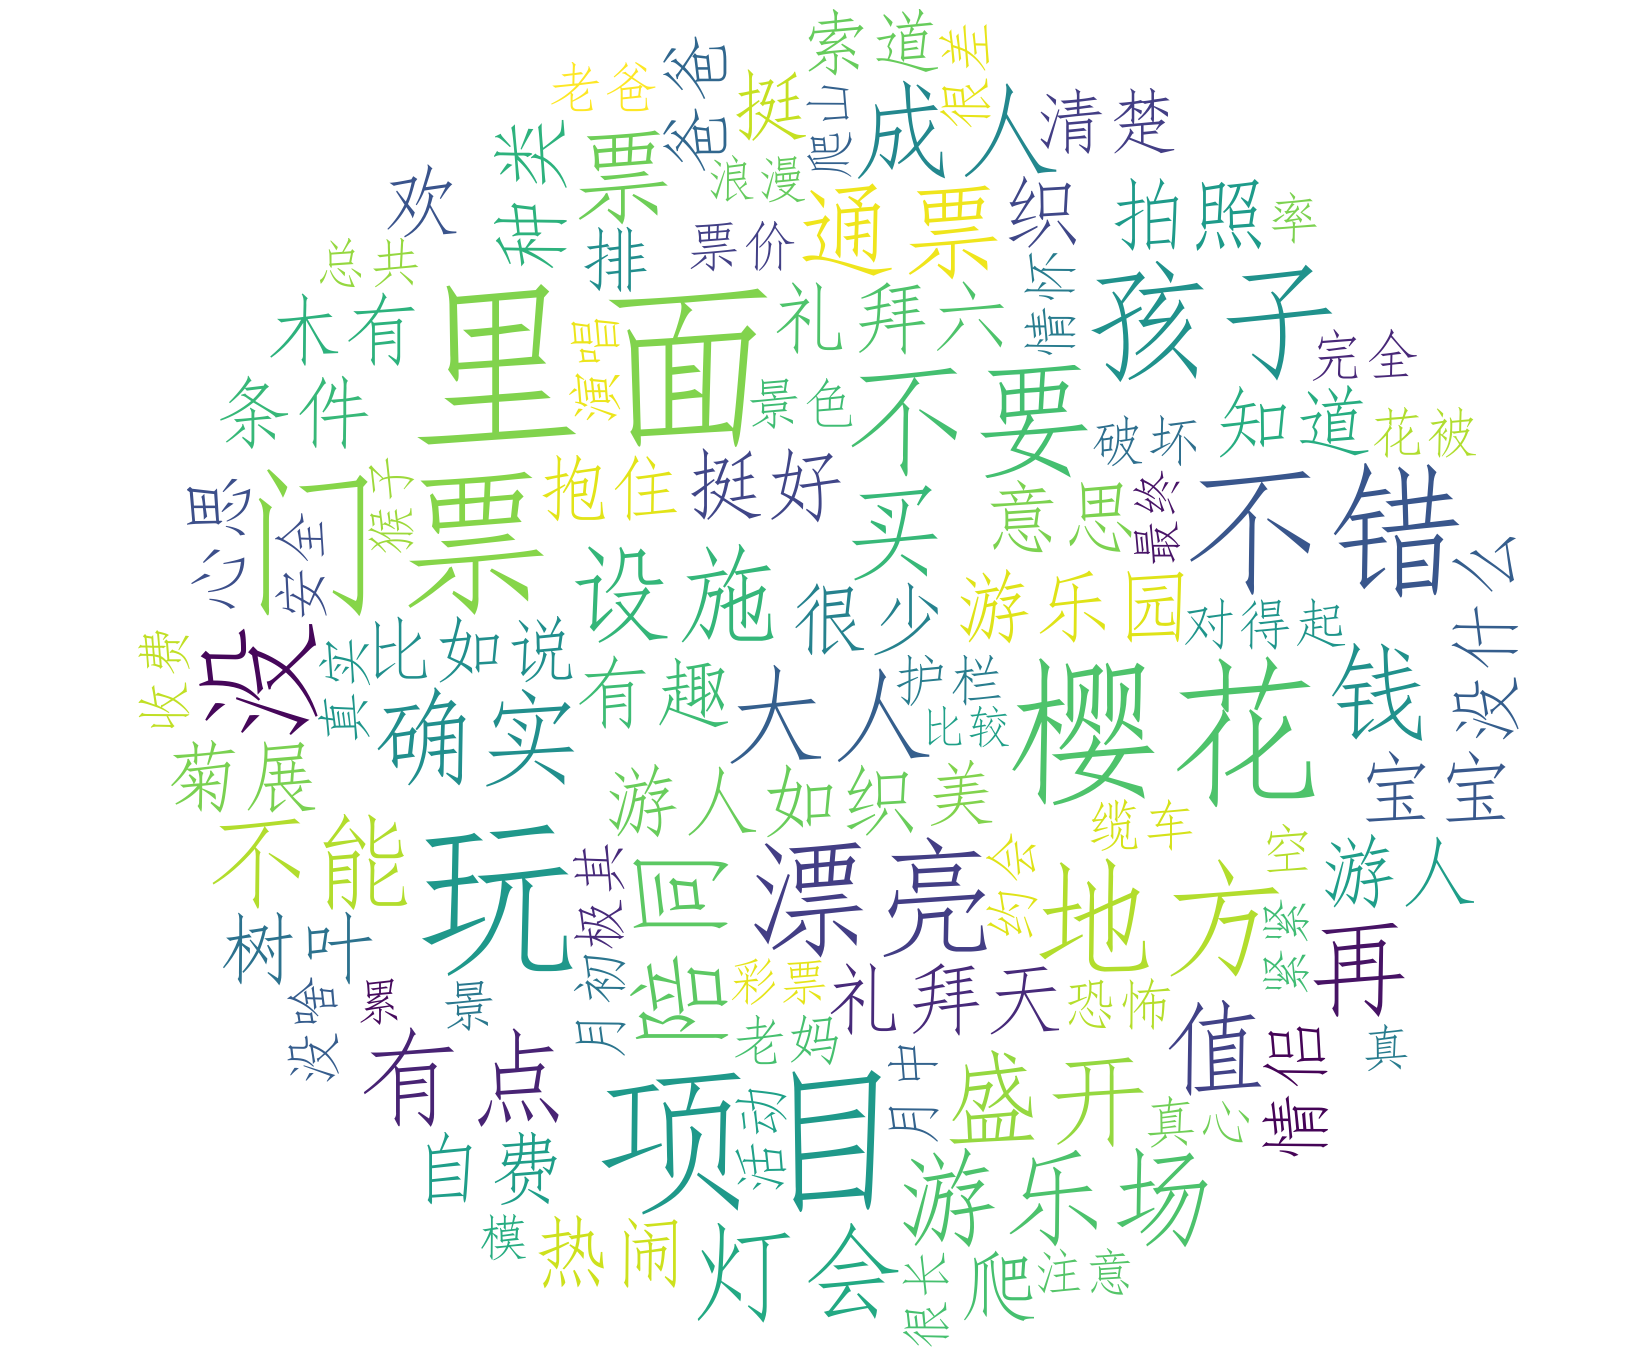 索道
很差
爸爸
老爸
挺
爬山
成人
清楚
种类
票
浪漫
欢
通票
织
拍照
率
排
票价
总共
情怀
孩子
木有
里面
礼拜六
演唱
完全
条件
景色
不要
知道
花被
破坏
猴子
抱住
挺好
不错
心思
安全
门票
买
意思
最终
设施
没什么
很少
游乐园
对得起
收费
没
真实
比如说
有趣
大人
护栏
樱花
钱
确实
比较
菊展
宝宝
游人如织
美
缆车
不能
玩
极其
陪同
漂亮
约会
地方
空
游人
树叶
月初
彩票
礼拜天
恐怖
紧紧
再
没啥
累
景
老妈
值
情侣
真
有点
项目
活动
月中
盛开
真心
自费
游乐场
模
热闹
灯会
很长
爬
注意